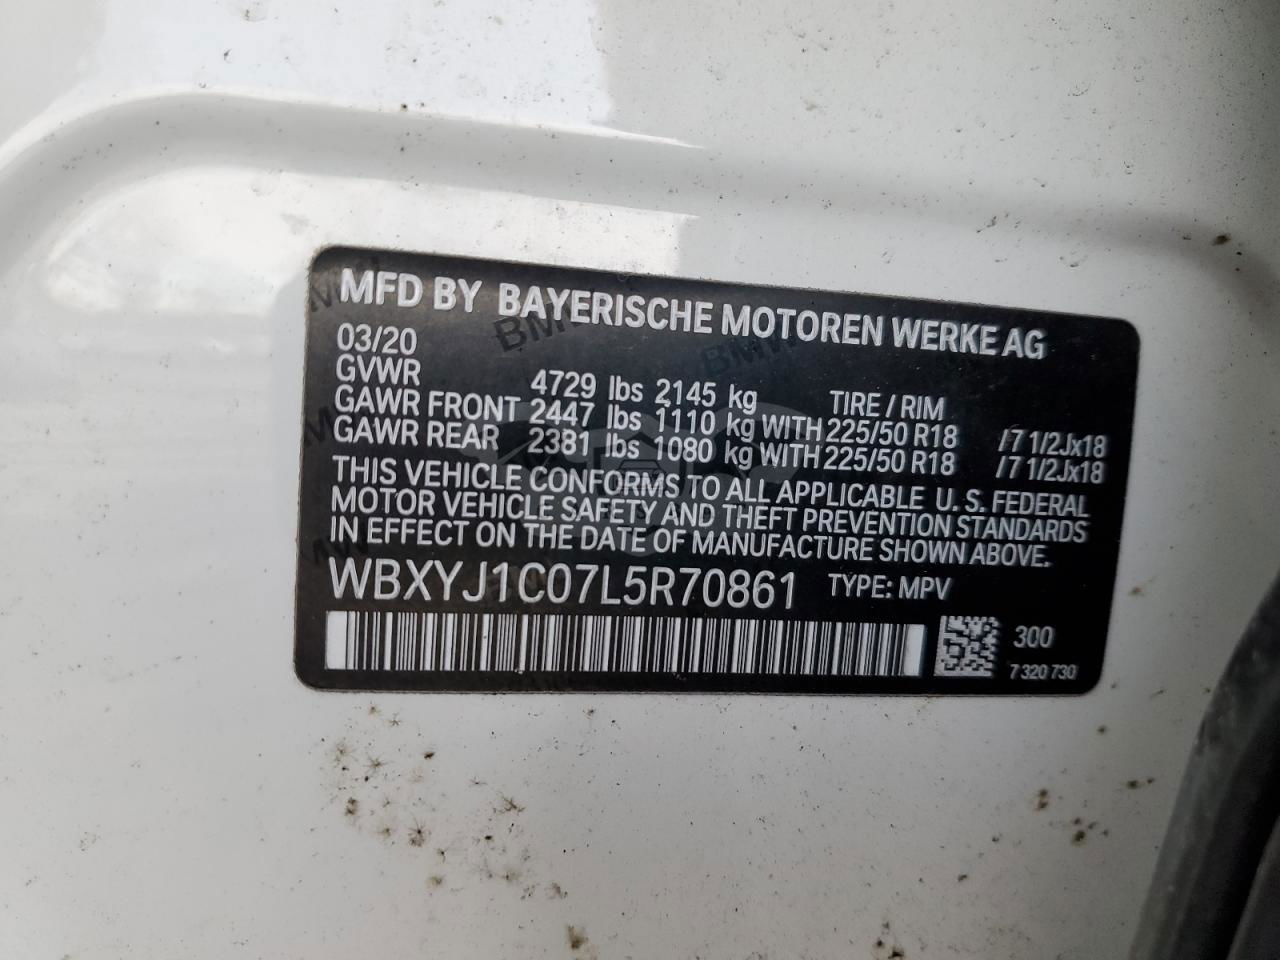 MFD BY BAYERISCHE MOTOREN WERKE AG
03/20
GVWR 4729 lbs 2145 kg TIRE / RIM
GAWR FRONT 2447 lbs 1110 kg WITH 225/50 R18 /7 1/2Jx18
GAWR REAR 2381 lbs 1080 kg WITH 225/50 R18 /7 1/2Jx18
THIS VEHICLE CONFORMS TO ALL APPLICABLE U. S. FEDERAL
MOTOR VEHICLE SAFETY AND THEFT PREVENTION STANDARDS
IN EFFECT ON THE DATE OF MANUFACTURE SHOWN ABOVE.
WBXYJ1C07L5R70861 TYPE: MPV
300
7 320 730